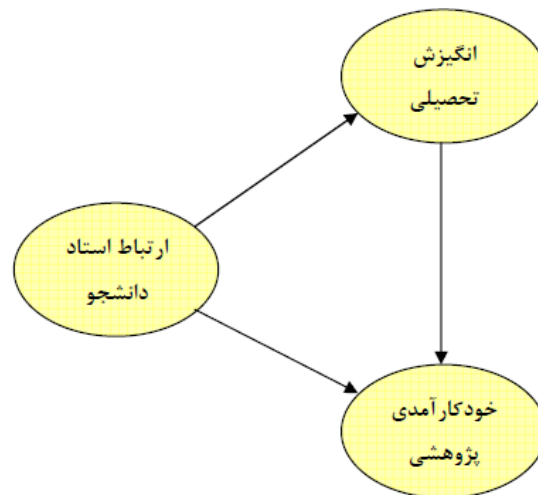 انگیزش
تحصیلی
ارتباط استاد
دانشجو
خودکارآمدی
پژوهشی